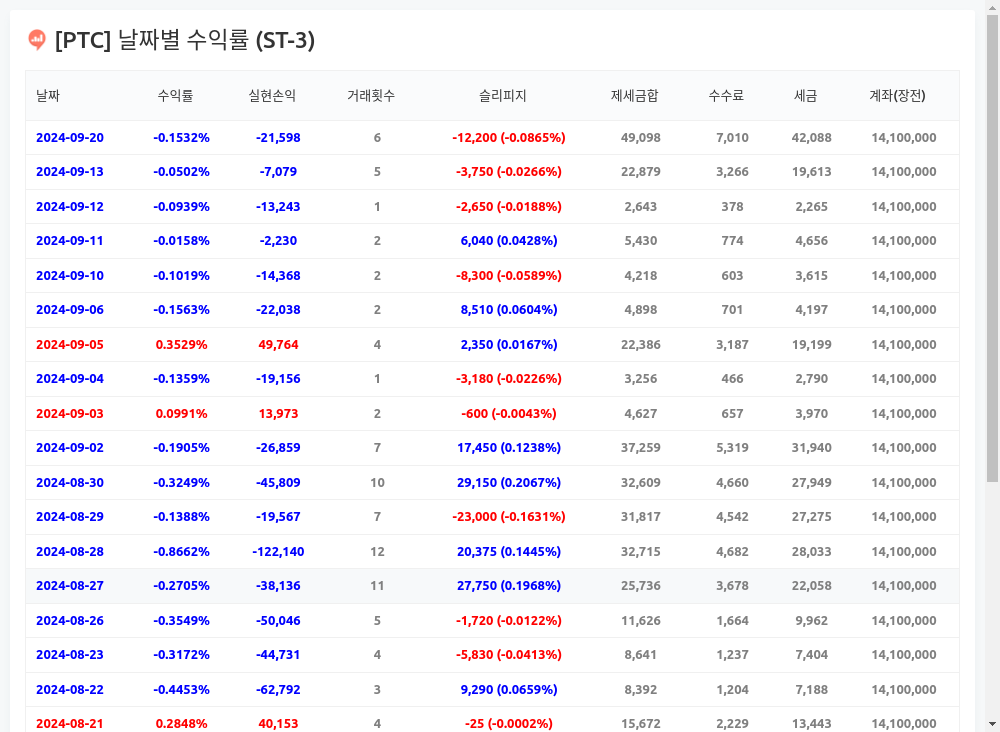 [PTC] 날짜별 수익률 (ST-3)
날짜 수익률 실현손익 거래횟수 슬리피지 제세금합 수수료 세금 계좌(장전)
2024-09-20 -0.1532% -21,598 6 -12,200 (-0.0865%) 49,098 7,010 42,088 14,100,000
2024-09-13 -0.0502% -7,079 5 -3,750 (-0.0266%) 22,879 3,266 19,613 14,100,000
2024-09-12 -0.0939% -13,243 1 -2,650 (-0.0188%) 2,643 378 2,265 14,100,000
2024-09-11 -0.0158% -2,230 2 6,040 (0.0428%) 5,430 774 4,656 14,100,000
2024-09-10 -0.1019% -14,368 2 -8,300 (-0.0589%) 4,218 603 3,615 14,100,000
2024-09-06 -0.1563% -22,038 2 8,510 (0.0604%) 4,898 701 4,197 14,100,000
2024-09-05 0.3529% 49,764 4 2,350 (0.0167%) 22,386 3,187 19,199 14,100,000
2024-09-04 -0.1359% -19,156 1 -3,180 (-0.0226%) 3,256 466 2,790 14,100,000
2024-09-03 0.0991% 13,973 2 -600 (-0.0043%) 4,627 657 3,970 14,100,000
2024-09-02 -0.1905% -26,859 7 17,450 (0.1238%) 37,259 5,319 31,940 14,100,000
2024-08-30 -0.3249% -45,809 10 29,150 (0.2067%) 32,609 4,660 27,949 14,100,000
2024-08-29 -0.1388% -19,567 7 -23,000 (-0.1631%) 31,817 4,542 27,275 14,100,000
2024-08-28 -0.8662% -122,140 12 20,375 (0.1445%) 32,715 4,682 28,033 14,100,000
2024-08-27 -0.2705% -38,136 11 27,750 (0.1968%) 25,736 3,678 22,058 14,100,000
2024-08-26 -0.3549% -50,046 5 -1,720 (-0.0122%) 11,626 1,664 9,962 14,100,000
2024-08-23 -0.3172% -44,731 4 -5,830 (-0.0413%) 8,641 1,237 7,404 14,100,000
2024-08-22 -0.4453% -62,792 3 9,290 (0.0659%) 8,392 1,204 7,188 14,100,000
2024-08-21 0.2848% 40,153 4 -25 (-0.0002%) 15,672 2,229 13,443 14,100,000